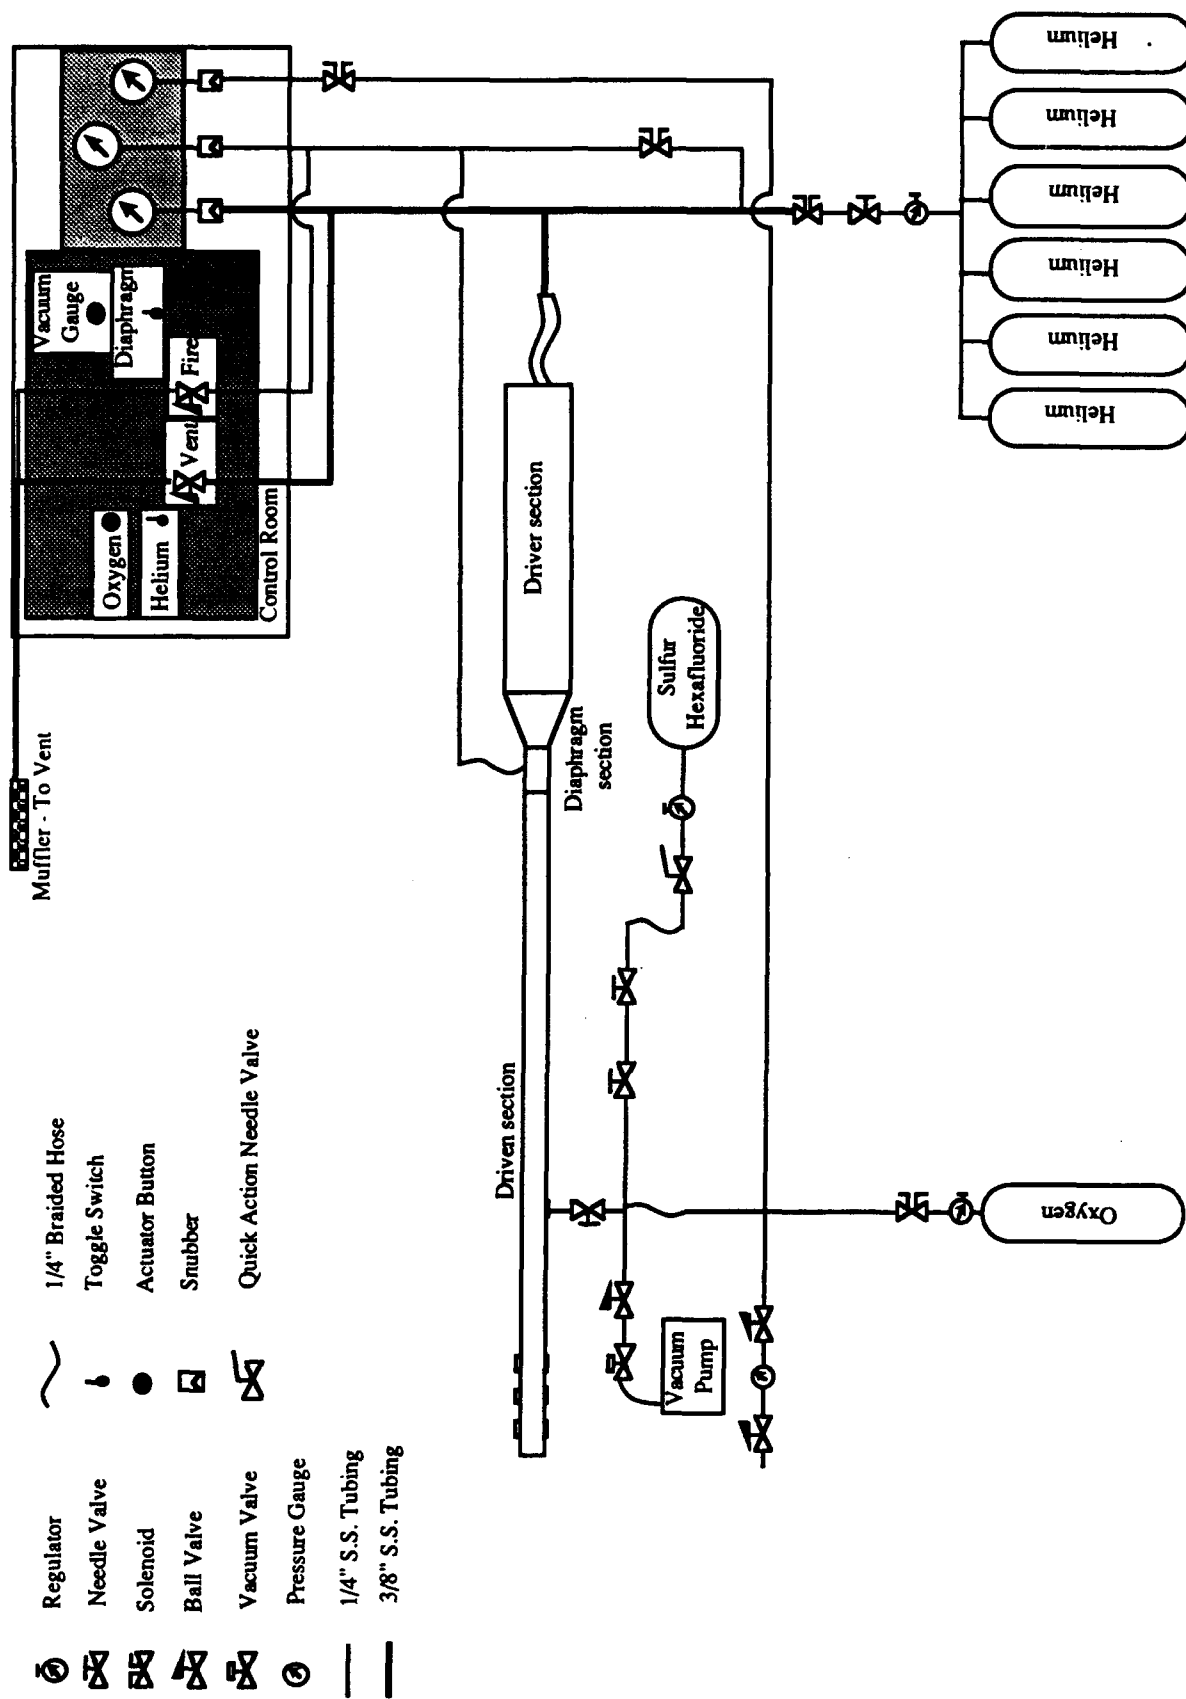 Regulator
Needle Valve
Solenoid
Ball Valve
Vacuum Valve
Pressure Gauge
1/4" S.S. Tubing
3/8" S.S. Tubing
1/4" Braided Hose
Toggle Switch
Actuator Button
Snubber
Quick Action Needle Valve
Muffler - To Vent
Oxygen
Helium
Vent
Fire
Vacuum
Gauge
Diaphragm
Control Room
Driven section
Diaphragm
section
Driver section
Vacuum
Pump
Sulfur
Hexafluoride
Oxygen
Helium
Helium
Helium
Helium
Helium
Helium